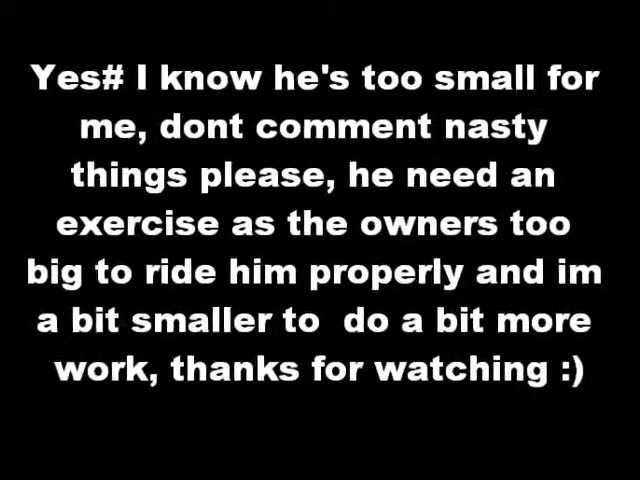 Yes# I know he's too small for
me, dont comment nasty
things please, he need an
exercise as the owners too
big to ride him properly and im
a bit smaller to  do a bit more
work, thanks for watching :)